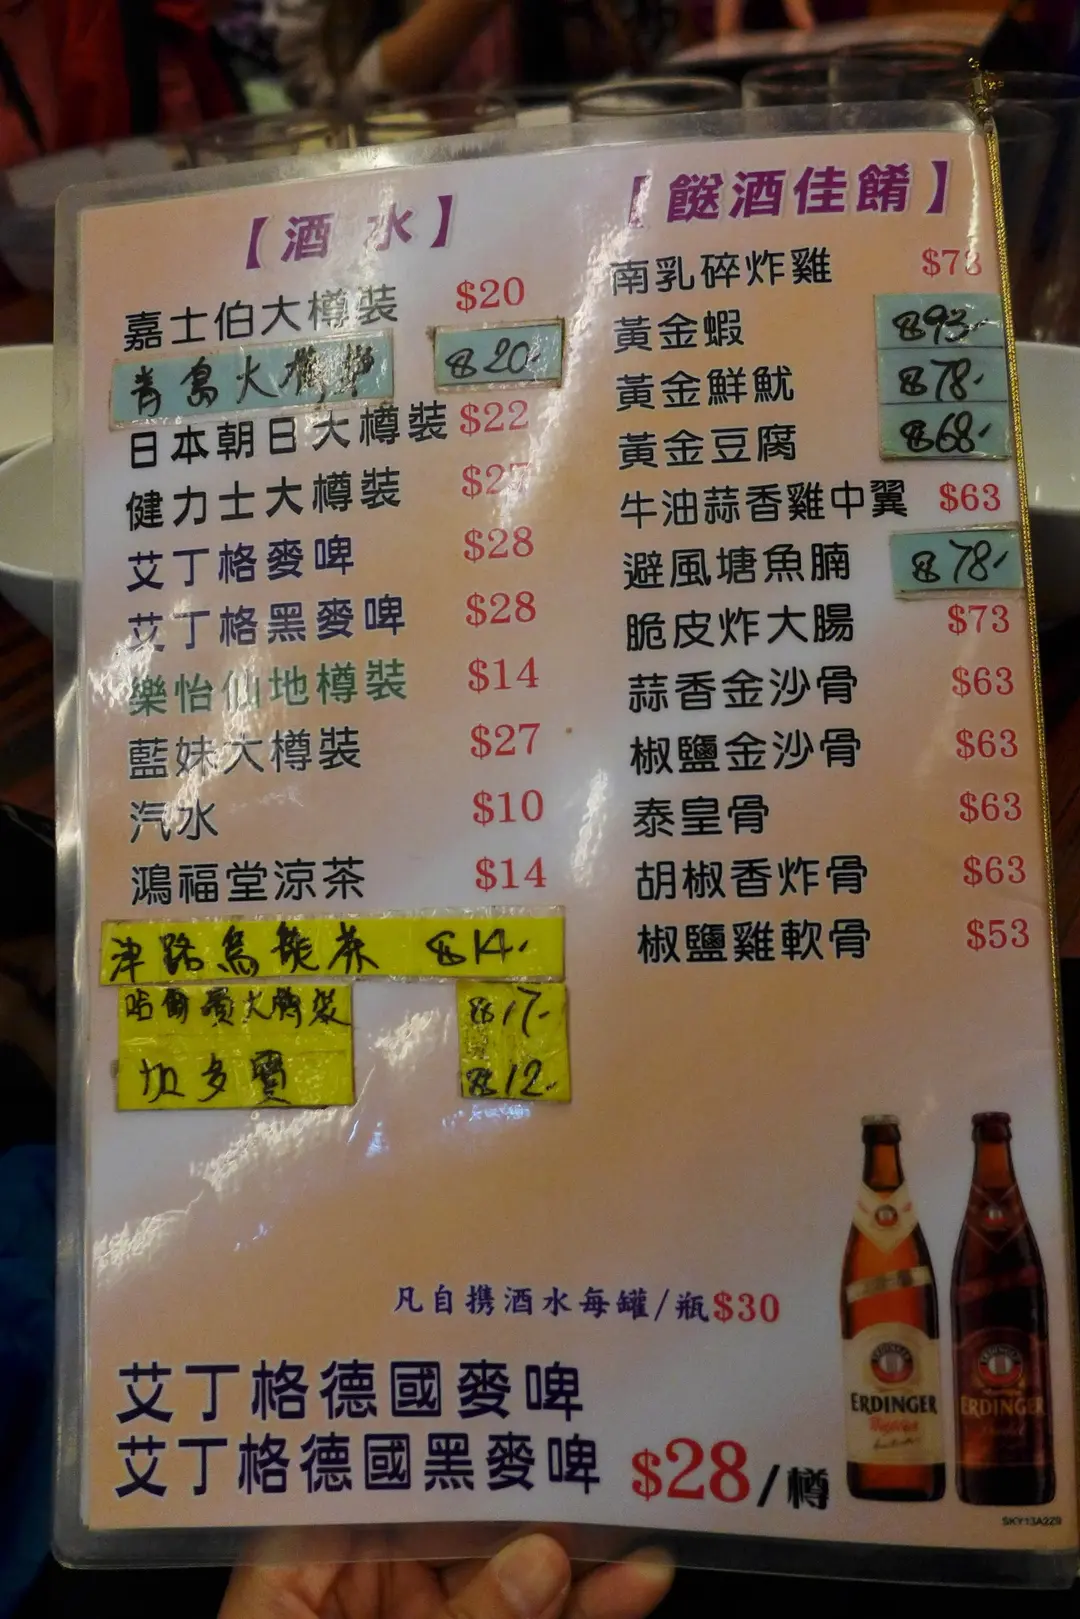 【酒 水】
嘉士伯大樽裝 $20
青島大樽裝 $20-
日本朝日大樽裝 $22
健力士大樽裝 $27
艾丁格麥啤 $28
艾丁格黑麥啤 $28
樂怡仙地樽裝 $14
藍妹大樽裝 $27
汽水 $10
鴻福堂涼茶 $14
津路烏龍茶 $14-
哈爾濱大樽裝 $17-
加多寶 $12-
【餸酒佳餚】
南乳碎炸雞 $73
黃金蝦 $93-
黃金鮮魷 $78-
黃金豆腐 $68-
牛油蒜香雞中翼 $63
避風塘魚腩 $78-
脆皮炸大腸 $73
蒜香金沙骨 $63
椒鹽金沙骨 $63
泰皇骨 $63
胡椒香炸骨 $63
椒鹽雞軟骨 $53
凡自携酒水每罐/瓶$30
艾丁格德國麥啤
艾丁格德國黑麥啤 $28/樽
ERDINGER
ERDINGER
SKY13A229